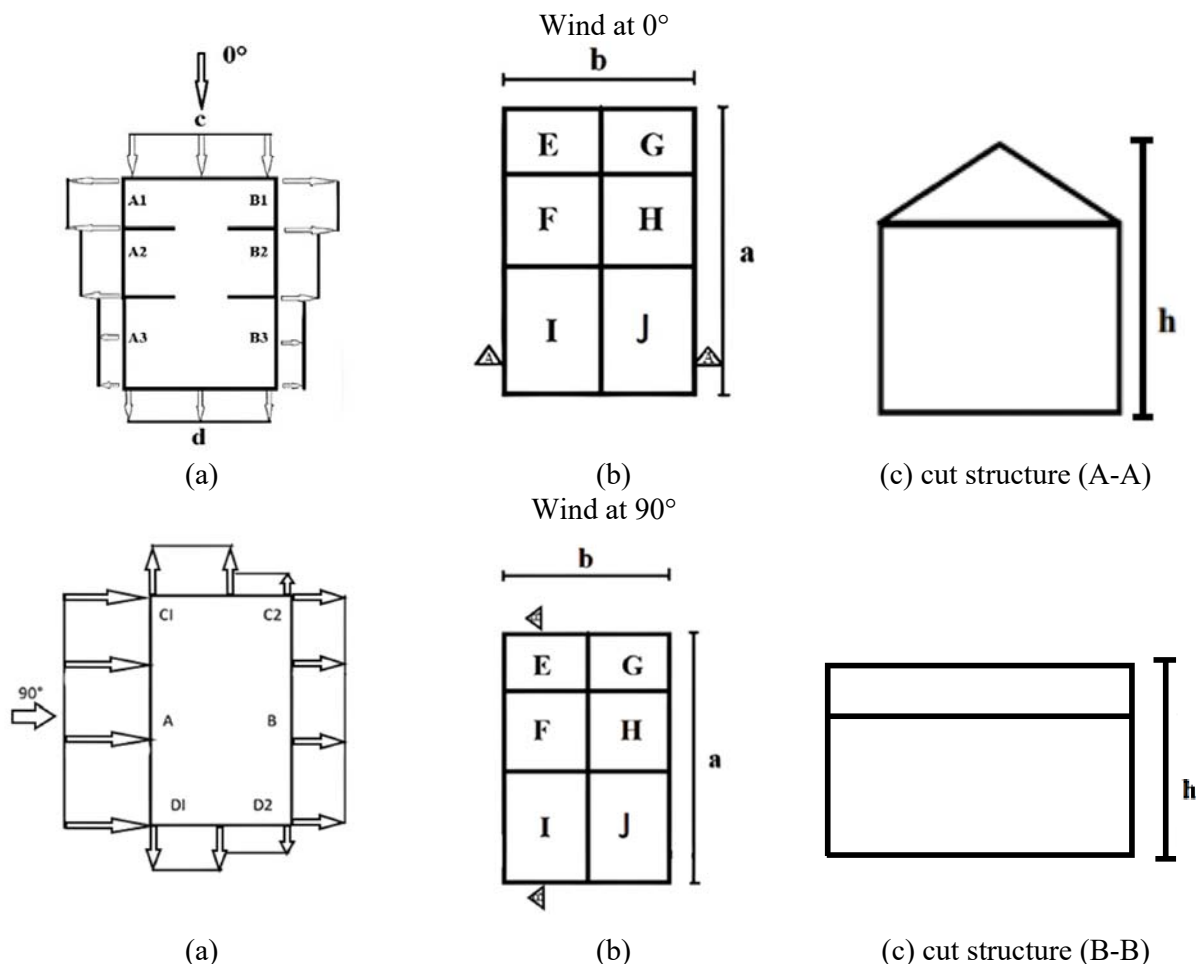 Wind at 0°
0°
c
A1 B1
A2 B2
A3 B3
d
(a)
b
E G
F H
a
I J
A A
(b)
h
(c) cut structure (A-A)
Wind at 90°
C1 C2
90°
A B
D1 D2
(a)
b
E G
F H
a
I J
(b)
h
(c) cut structure (B-B)